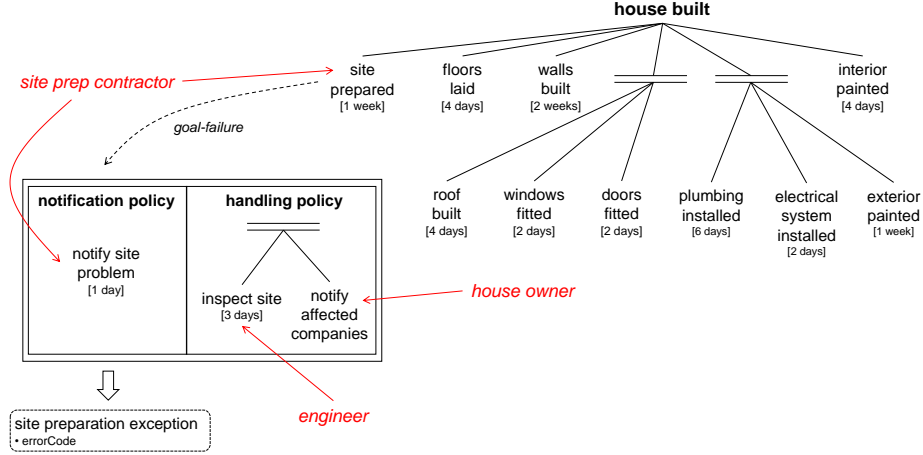 house built
site prep contractor
site
prepared
[1 week]
floors
laid
[4 days]
walls
built
[2 weeks]
interior
painted
[4 days]
goal-failure
roof
built
[4 days]
windows
fitted
[2 days]
doors
fitted
[2 days]
plumbing
installed
[6 days]
electrical
system
installed
[2 days]
exterior
painted
[1 week]
notification policy
handling policy
notify site
problem
[1 day]
inspect site
[3 days]
notify
affected
companies
house owner
engineer
site preparation exception
• errorCode